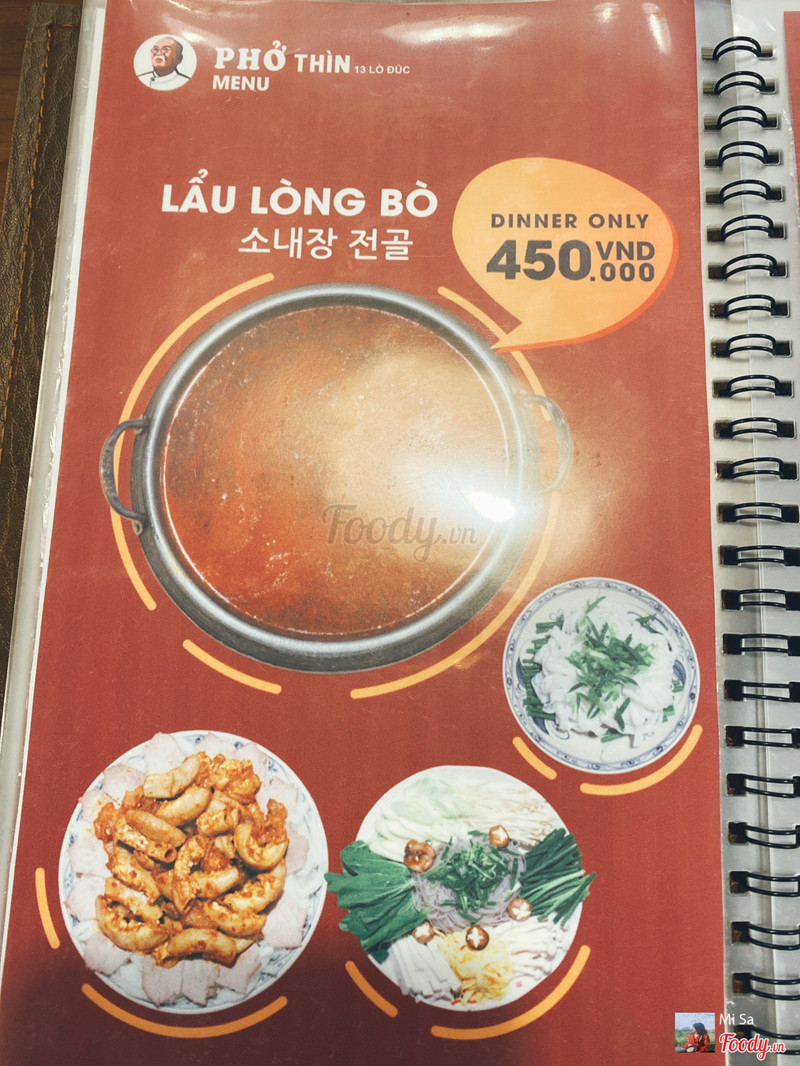 PHỞ THÌN 13 LÒ ĐÚC
MENU
LẨU LÒNG BÒ
소내장 전골
DINNER ONLY
450.000 VND
Foody.vn
Mi Sa
Foody.vn